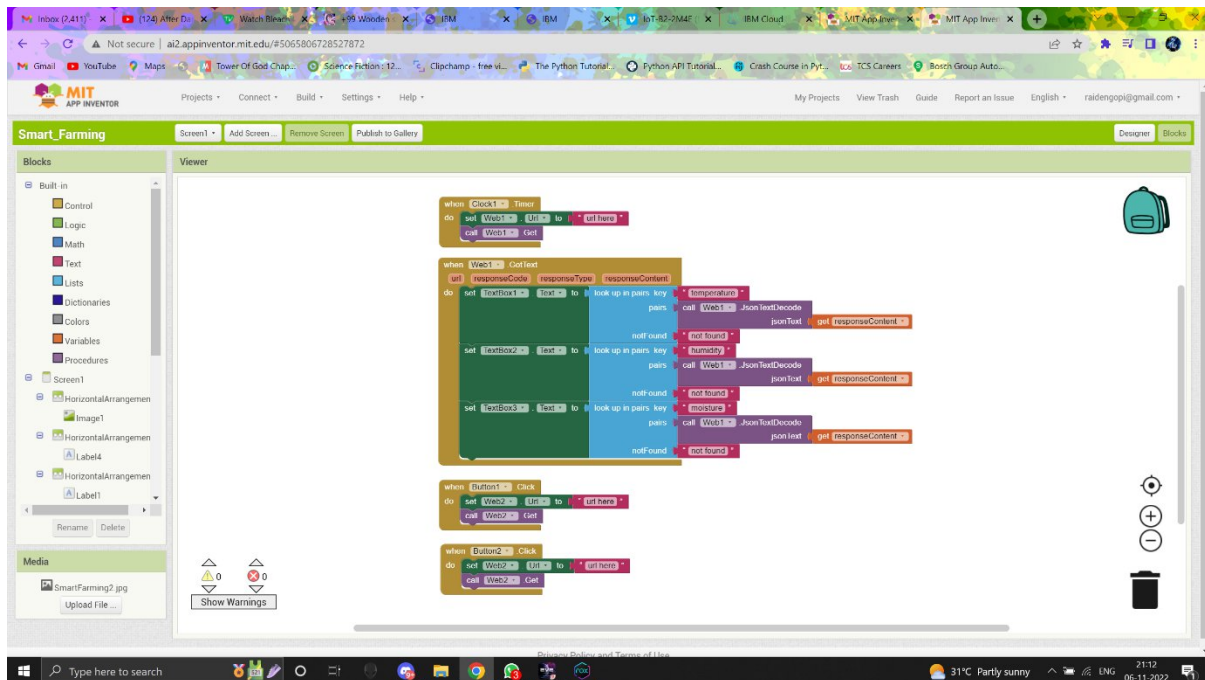 Inbox (2,411)
(124) After Da
Watch Bleach
+99 Wooden
IBM
IBM
IoT-B2-2M4E
IBM Cloud
MIT App Inven
MIT App Inven
Not secure | ai2.appinventor.mit.edu/#5065806728527872
Gmail YouTube Maps Tower Of God Chap... Science Fiction : 12... Clipchamp - free vi... The Python Tutorial... Python API Tutorial... Crash Course in Pyt... TCS Careers Bosch Group Auto...
MIT
APP INVENTOR
Projects Connect Build Settings Help My Projects View Trash Guide Report an Issue English raidengopi@gmail.com
Smart_Farming Screen1 Add Screen ... Remove Screen Publish to Gallery Designer Blocks
Blocks
Built-in
Control
Logic
Math
Text
Lists
Dictionaries
Colors
Variables
Procedures
Screen1
HorizontalArrangemen
Image1
HorizontalArrangemen
Label4
HorizontalArrangemen
Label1
Rename Delete
Media
SmartFarming2.jpg
Upload File ...
Viewer
when Clock1 .Timer
do set Web1 . Url to " url here "
call Web1 .Get
when Web1 .GotText
url responseCode responseType responseContent
do set TextBox1 . Text to look up in pairs key " temperature "
pairs call Web1 .JsonTextDecode
jsonText get responseContent
notFound " not found "
set TextBox2 . Text to look up in pairs key " humidity "
pairs call Web1 .JsonTextDecode
jsonText get responseContent
notFound " not found "
set TextBox3 . Text to look up in pairs key " moisture "
pairs call Web1 .JsonTextDecode
jsonText get responseContent
notFound " not found "
when Button1 .Click
do set Web2 . Url to " url here "
call Web2 .Get
when Button2 .Click
do set Web2 . Url to " url here "
call Web2 .Get
0 0
Show Warnings
Privacy Policy and Terms of Use
Type here to search
31°C Partly sunny ENG
21:12
06-11-2022